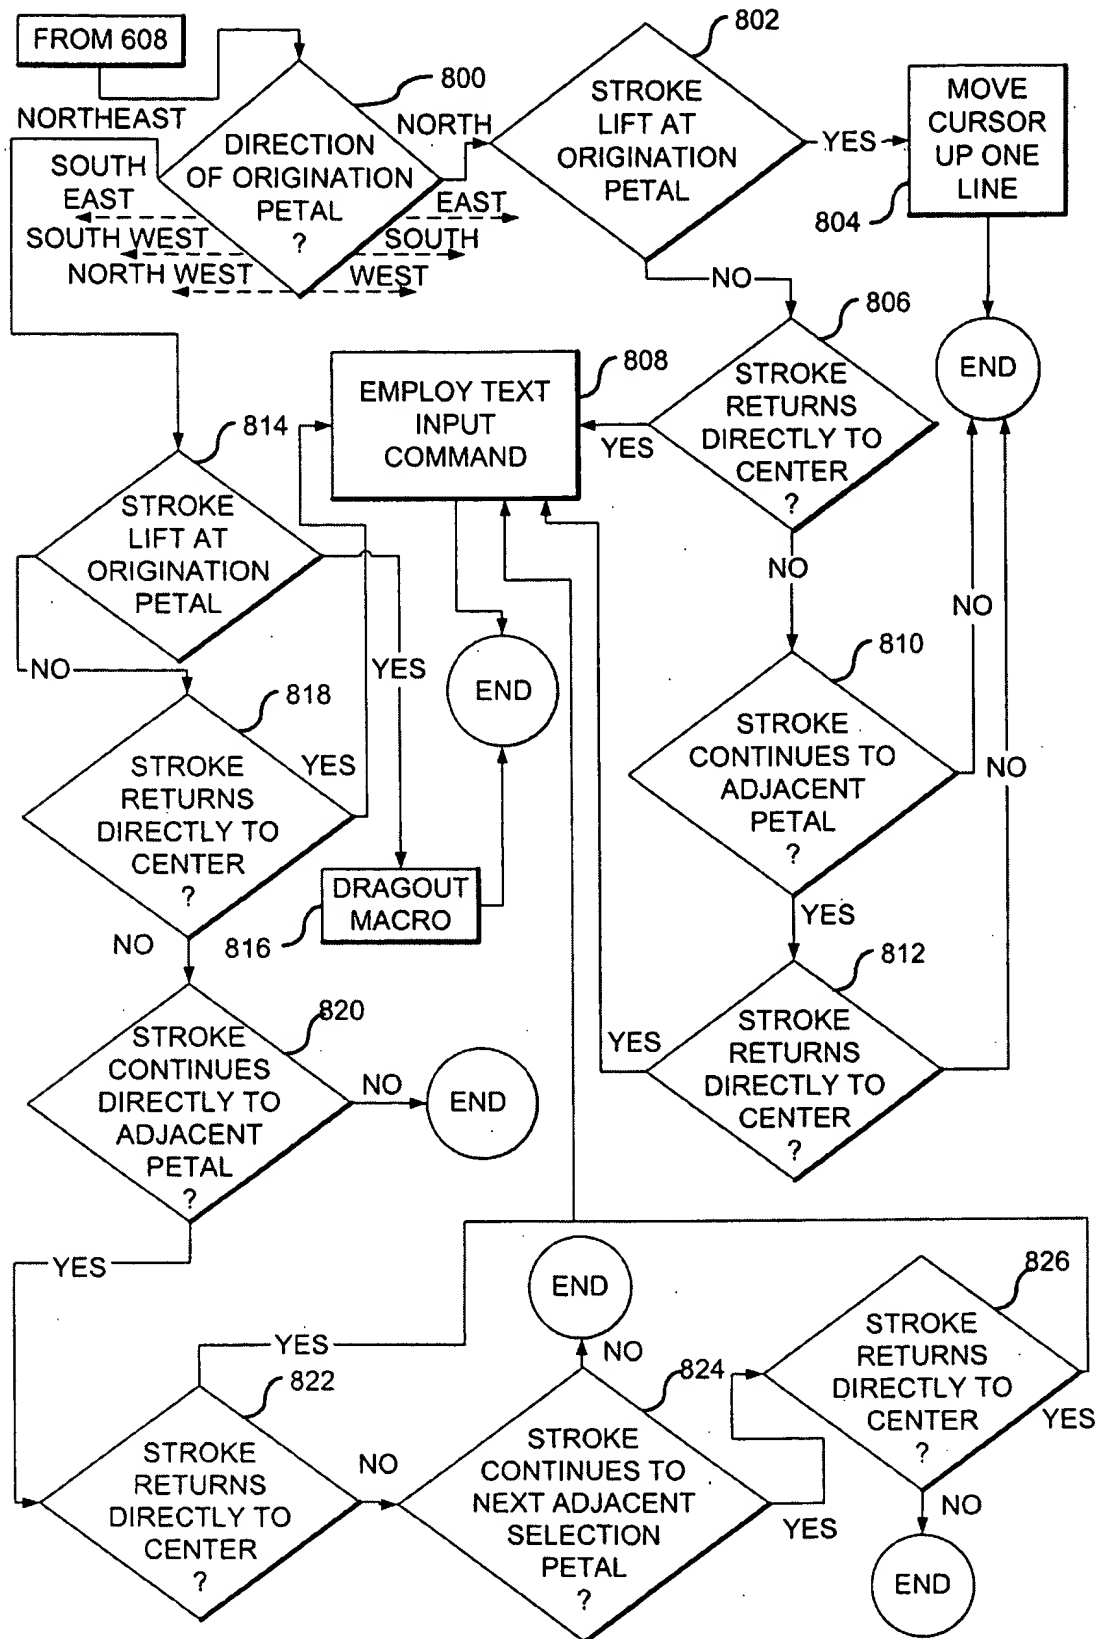 FROM 608
800
NORTHEAST
DIRECTION
OF ORIGINATION
PETAL
?
NORTH
SOUTH
EAST
SOUTH WEST
NORTH WEST
EAST
SOUTH
WEST
802
STROKE
LIFT AT
ORIGINATION
PETAL
YES
MOVE
CURSOR
UP ONE
LINE
804
END
NO
806
STROKE
RETURNS
DIRECTLY TO
CENTER
?
YES
808
EMPLOY TEXT
INPUT
COMMAND
END
NO
810
STROKE
CONTINUES TO
ADJACENT
PETAL
?
NO
YES
812
STROKE
RETURNS
DIRECTLY TO
CENTER
?
YES
NO
814
STROKE
LIFT AT
ORIGINATION
PETAL
YES
DRAGOUT
MACRO
816
NO
818
STROKE
RETURNS
DIRECTLY TO
CENTER
?
YES
NO
820
STROKE
CONTINUES
DIRECTLY TO
ADJACENT
PETAL
?
NO
END
YES
822
STROKE
RETURNS
DIRECTLY TO
CENTER
?
YES
NO
824
STROKE
CONTINUES TO
NEXT ADJACENT
SELECTION
PETAL
?
NO
END
YES
826
STROKE
RETURNS
DIRECTLY TO
CENTER
?
YES
NO
END